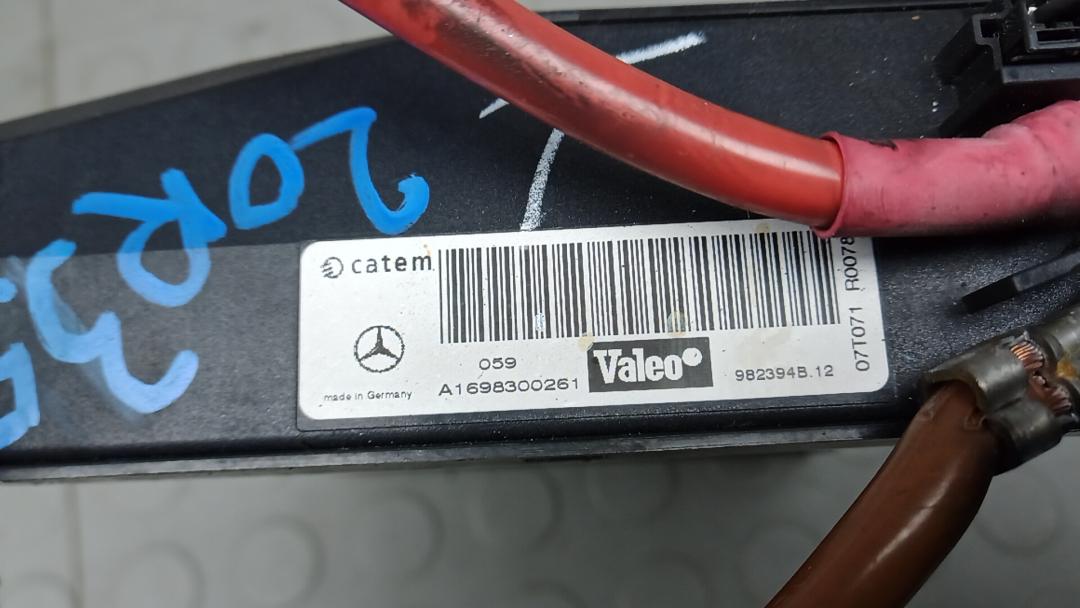 catem
059
A1698300261
made in Germany
Valeo
982394B.12
07T071 R0078